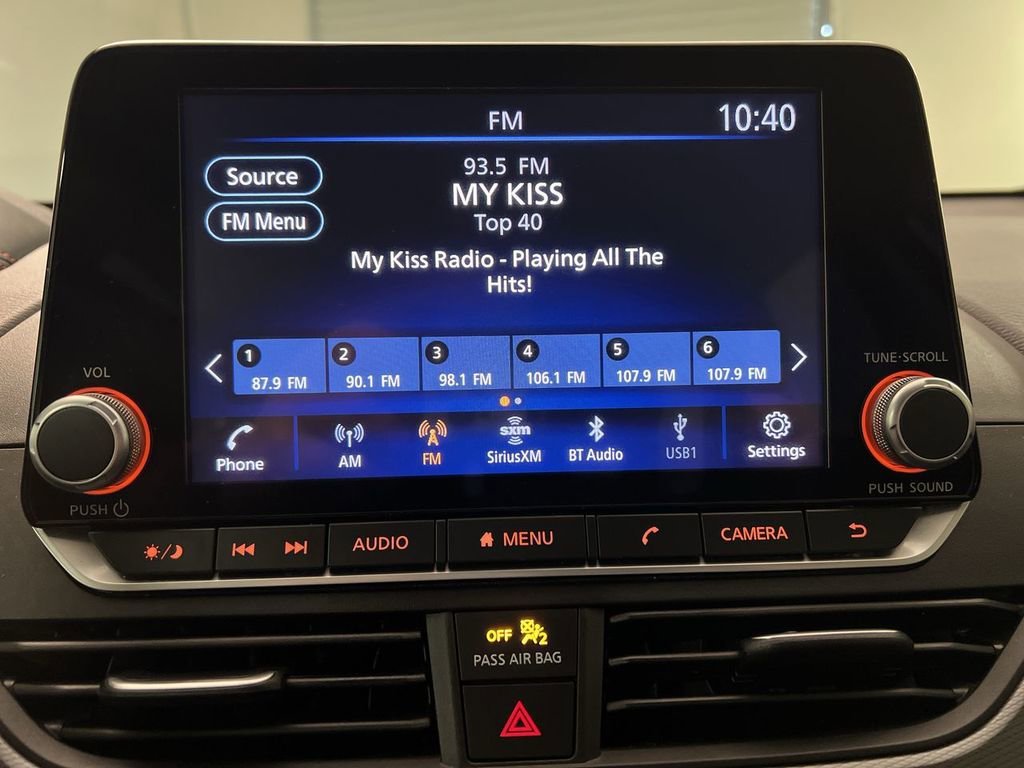 FM
10:40
Source
FM Menu
93.5 FM
MY KISS
Top 40
My Kiss Radio - Playing All The
Hits!
1
87.9 FM
2
90.1 FM
3
98.1 FM
4
106.1 FM
5
107.9 FM
6
107.9 FM
Phone
AM
FM
sxm
SiriusXM
BT Audio
USB1
Settings
VOL
PUSH
TUNE·SCROLL
PUSH SOUND
AUDIO
MENU
CAMERA
OFF 2
PASS AIR BAG